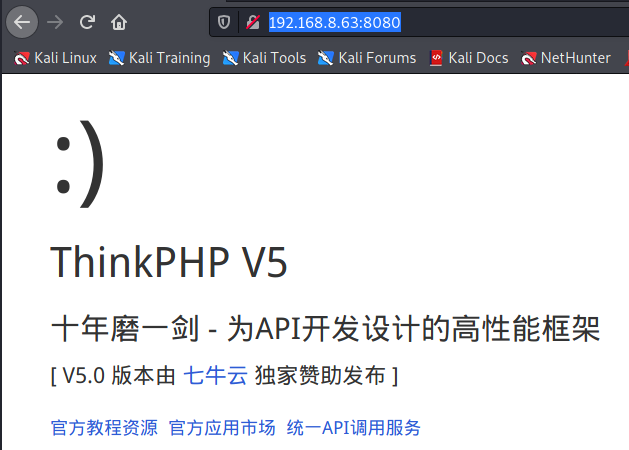 192.168.8.63:8080
Kali Linux Kali Training Kali Tools Kali Forums Kali Docs NetHunter
:)
ThinkPHP V5
十年磨一剑 - 为API开发设计的高性能框架
[ V5.0 版本由 七牛云 独家赞助发布 ]
官方教程资源 官方应用市场 统一API调用服务